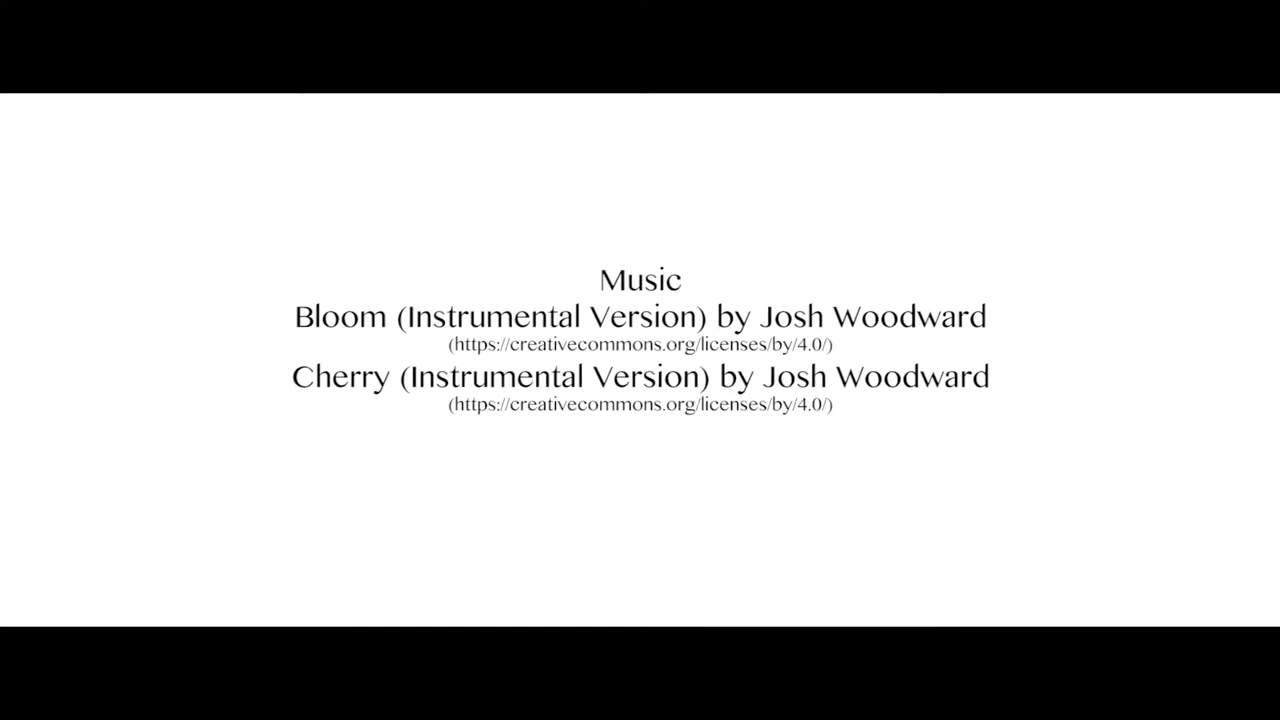 Music
Bloom (Instrumental Version) by Josh Woodward
(https://creativecommons.org/licenses/by/4.0/)
Cherry (Instrumental Version) by Josh Woodward
(https://creativecommons.org/licenses/by/4.0/)